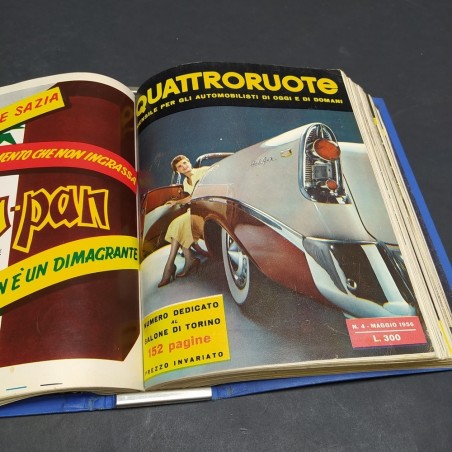 E SAZIA
MENTO CHE NON INGRASSA
-pan
N È UN DIMAGRANTE
QUATTRORUOTE
MENSILE PER GLI AUTOMOBILISTI DI OGGI E DI DOMANI
NUMERO DEDICATO
AL
SALONE DI TORINO
152 pagine
PREZZO INVARIATO
N. 4 - MAGGIO 1956
L. 300